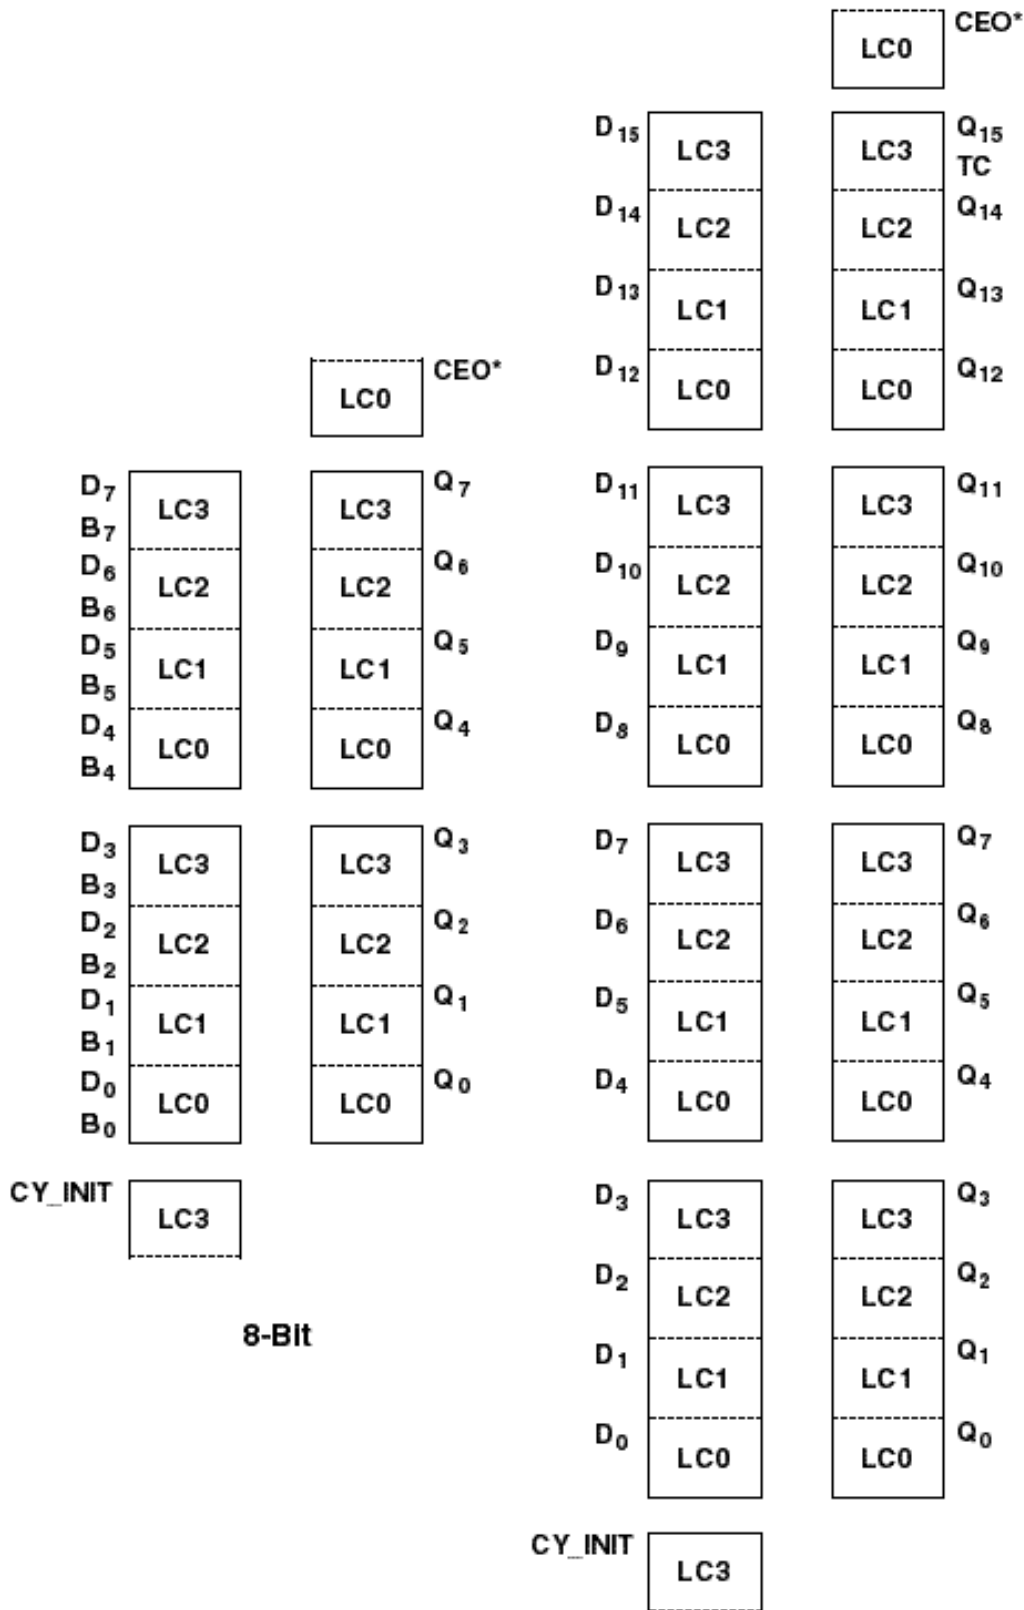 CEO*
LC0
D15 LC3 LC3 Q15
TC
D14 LC2 LC2 Q14
D13 LC1 LC1 Q13
D12 LC0 LC0 Q12
CEO*
LC0
D7 LC3 LC3 Q7
B7
D6 LC2 LC2 Q6
B6
D5 LC1 LC1 Q5
B5
D4 LC0 LC0 Q4
B4
D3 LC3 LC3 Q3
B3
D2 LC2 LC2 Q2
B2
D1 LC1 LC1 Q1
B1
D0 LC0 LC0 Q0
B0
CY_INIT LC3
8-Bit
D11 LC3 LC3 Q11
D10 LC2 LC2 Q10
D9 LC1 LC1 Q9
D8 LC0 LC0 Q8
D7 LC3 LC3 Q7
D6 LC2 LC2 Q6
D5 LC1 LC1 Q5
D4 LC0 LC0 Q4
D3 LC3 LC3 Q3
D2 LC2 LC2 Q2
D1 LC1 LC1 Q1
D0 LC0 LC0 Q0
CY_INIT LC3